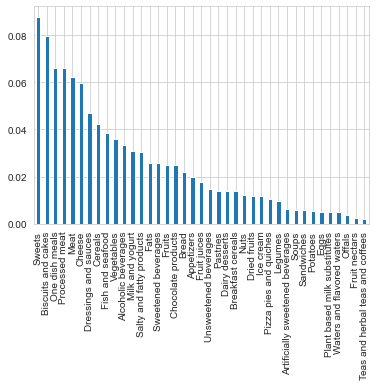 0.08
0.06
0.04
0.02
0.00
Sweets
Biscuits and cakes
One dish meals
Processed meat
Meat
Cheese
Dressings and sauces
Cereals
Fish and seafood
Vegetables
Alcoholic beverages
Milk and yogurt
Salty and fatty products
Fats
Sweetened beverages
Fruits
Chocolate products
Bread
Appetizers
Fruit juices
Unsweetened beverages
Pastries
Dairy desserts
Breakfast cereals
Nuts
Dried fruits
Ice cream
Pizza pies and quiches
Legumes
Artificially sweetened beverages
Soups
Sandwiches
Potatoes
Eggs
Plant based milk substitutes
Waters and flavored waters
Offals
Fruit nectars
Teas and herbal teas and coffees